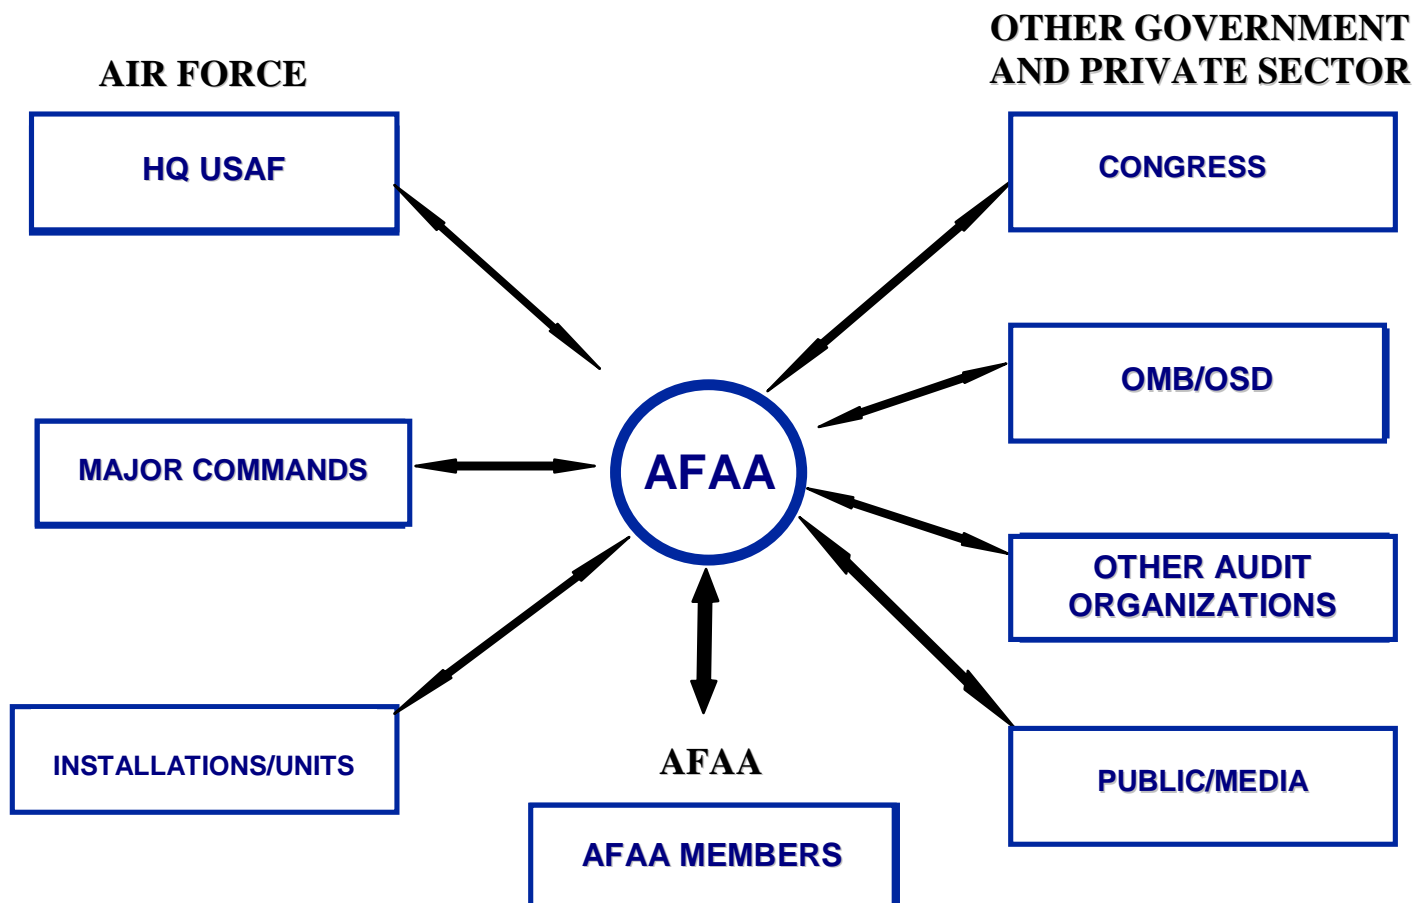 AIR FORCE
HQ USAF
MAJOR COMMANDS
INSTALLATIONS/UNITS
AFAA
AFAA
AFAA MEMBERS
OTHER GOVERNMENT
AND PRIVATE SECTOR
CONGRESS
OMB/OSD
OTHER AUDIT
ORGANIZATIONS
PUBLIC/MEDIA